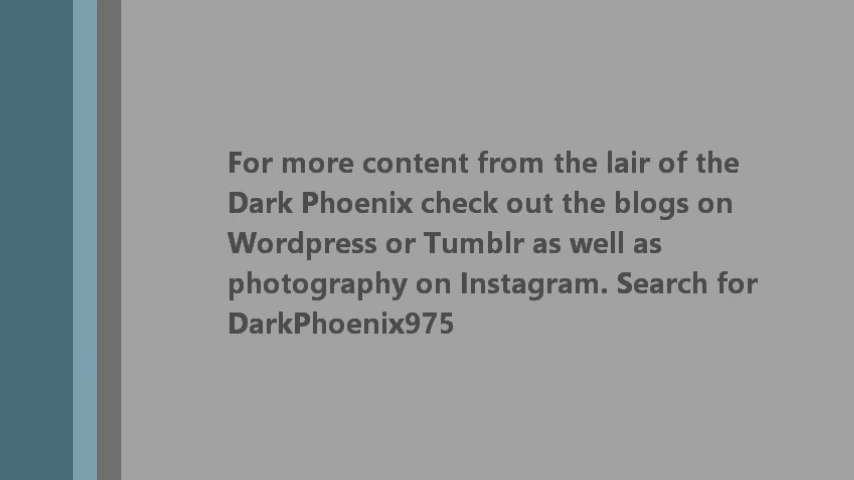 For more content from the lair of the
Dark Phoenix check out the blogs on
Wordpress or Tumblr as well as
photography on Instagram. Search for
DarkPhoenix975